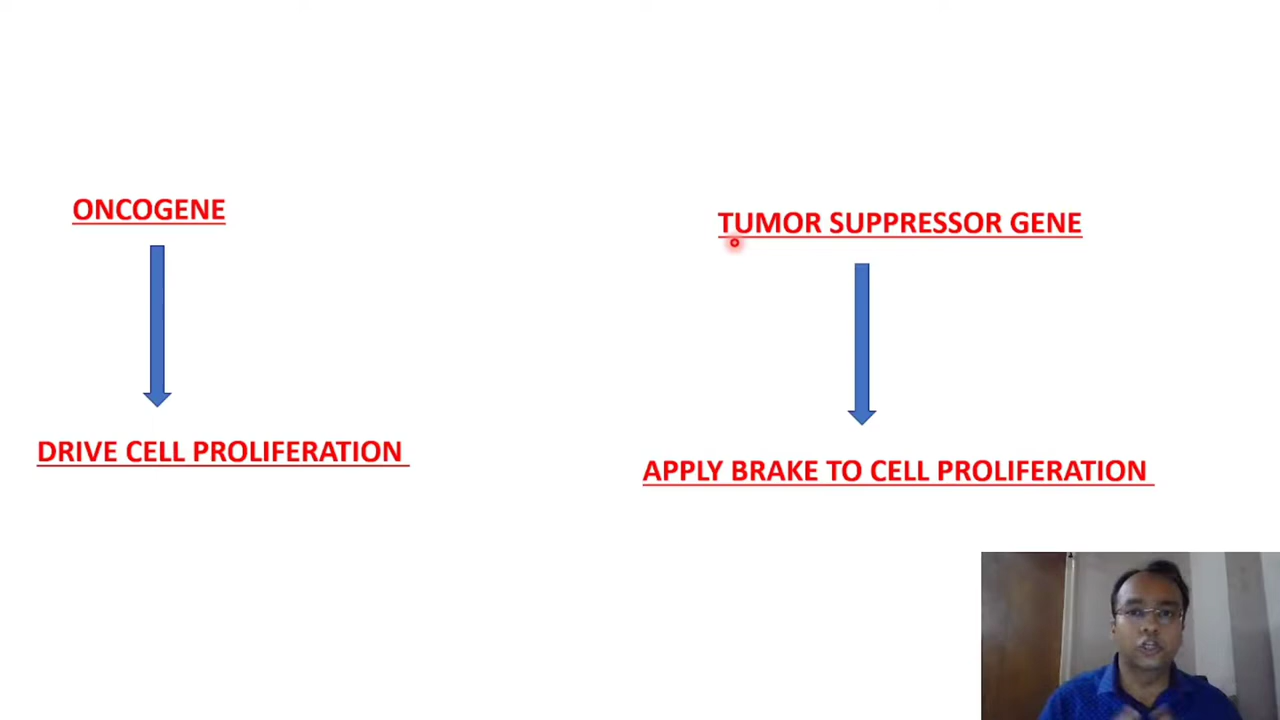 ONCOGENE
TUMOR SUPPRESSOR GENE
DRIVE CELL PROLIFERATION
APPLY BRAKE TO CELL PROLIFERATION